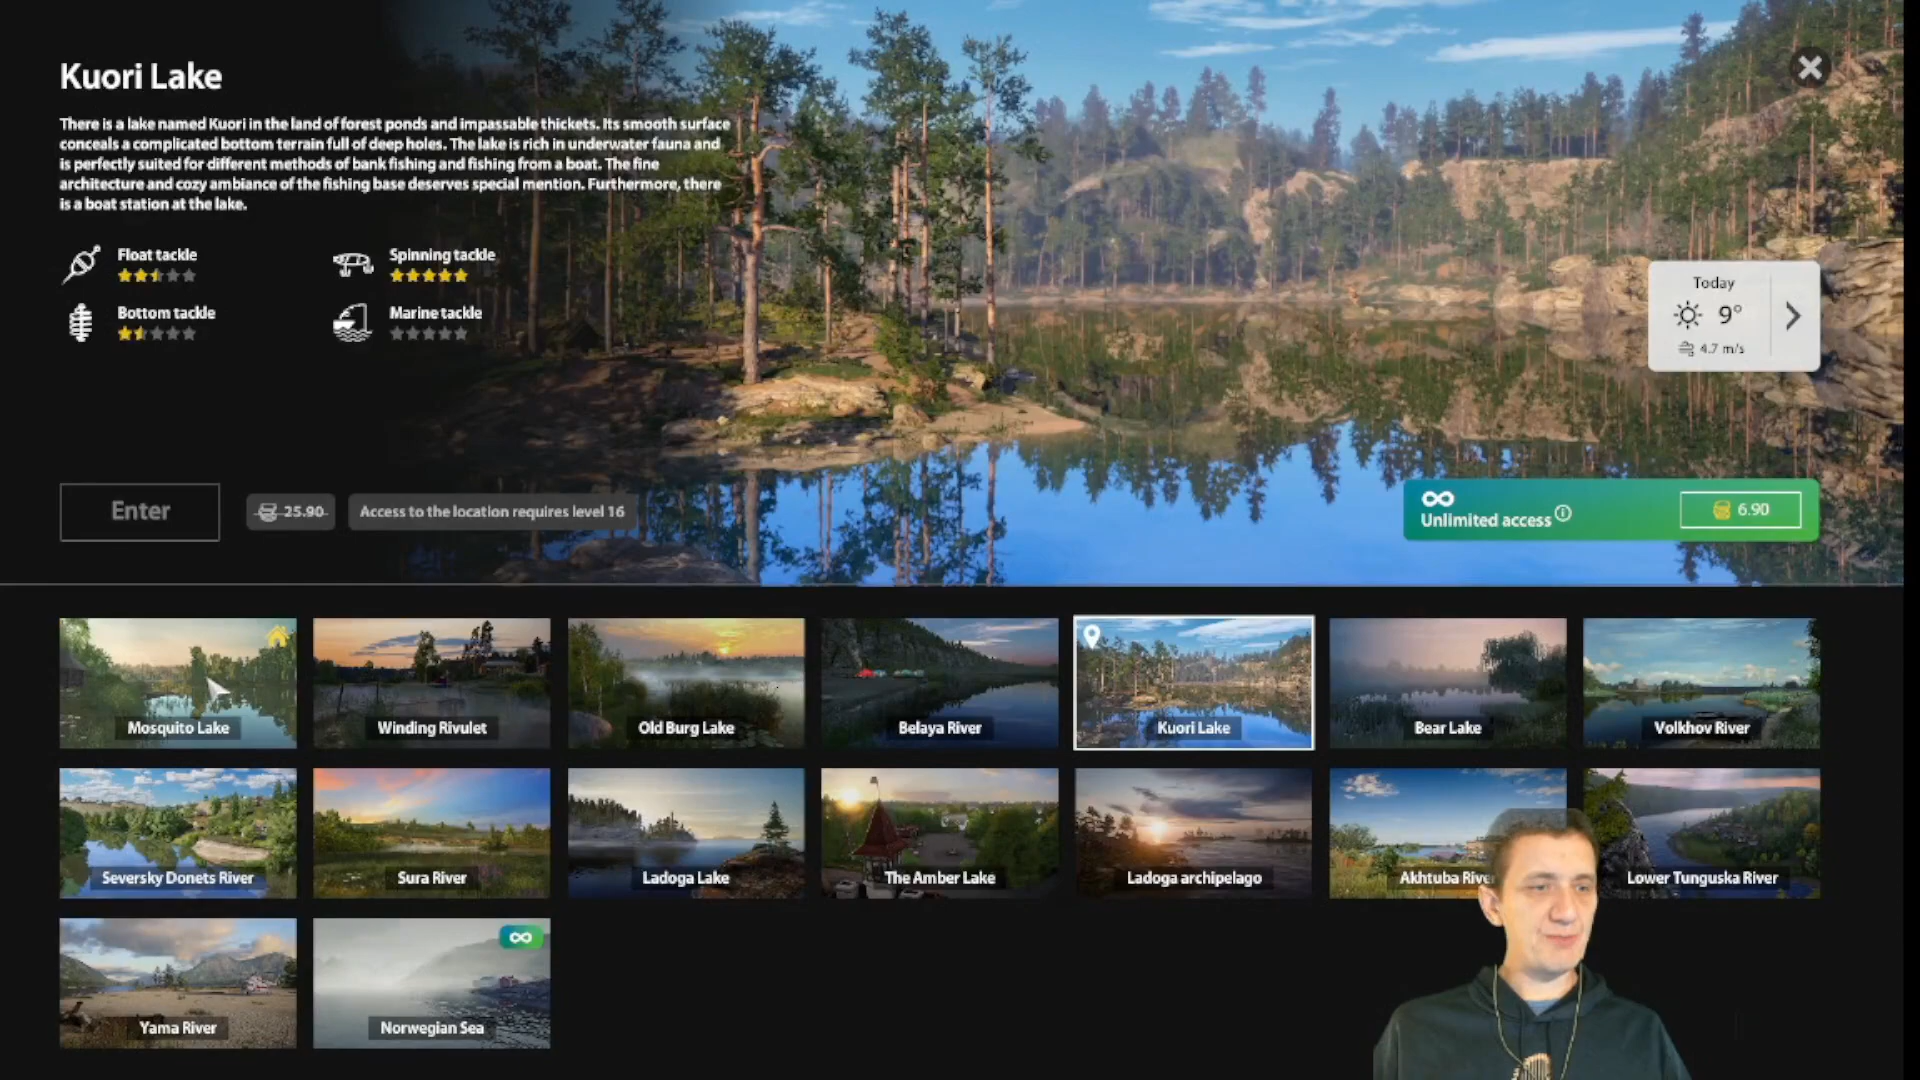 Kuori Lake
There is a lake named Kuori in the land of forest ponds and impassable thickets. Its smooth surface
conceals a complicated bottom terrain full of deep holes. The lake is rich in underwater fauna and
is perfectly suited for different methods of bank fishing and fishing from a boat. The fine
architecture and cozy ambiance of the fishing base deserves special mention. Furthermore, there
is a boat station at the lake.
Float tackle
Spinning tackle
Bottom tackle
Marine tackle
Today
9°
4.7 m/s
Enter
25.90
Access to the location requires level 16
Unlimited access
6.90
Mosquito Lake
Winding Rivulet
Old Burg Lake
Belaya River
Kuori Lake
Bear Lake
Volkhov River
Seversky Donets River
Sura River
Ladoga Lake
The Amber Lake
Ladoga archipelago
Akhtuba Rive
Lower Tunguska River
Yama River
Norwegian Sea